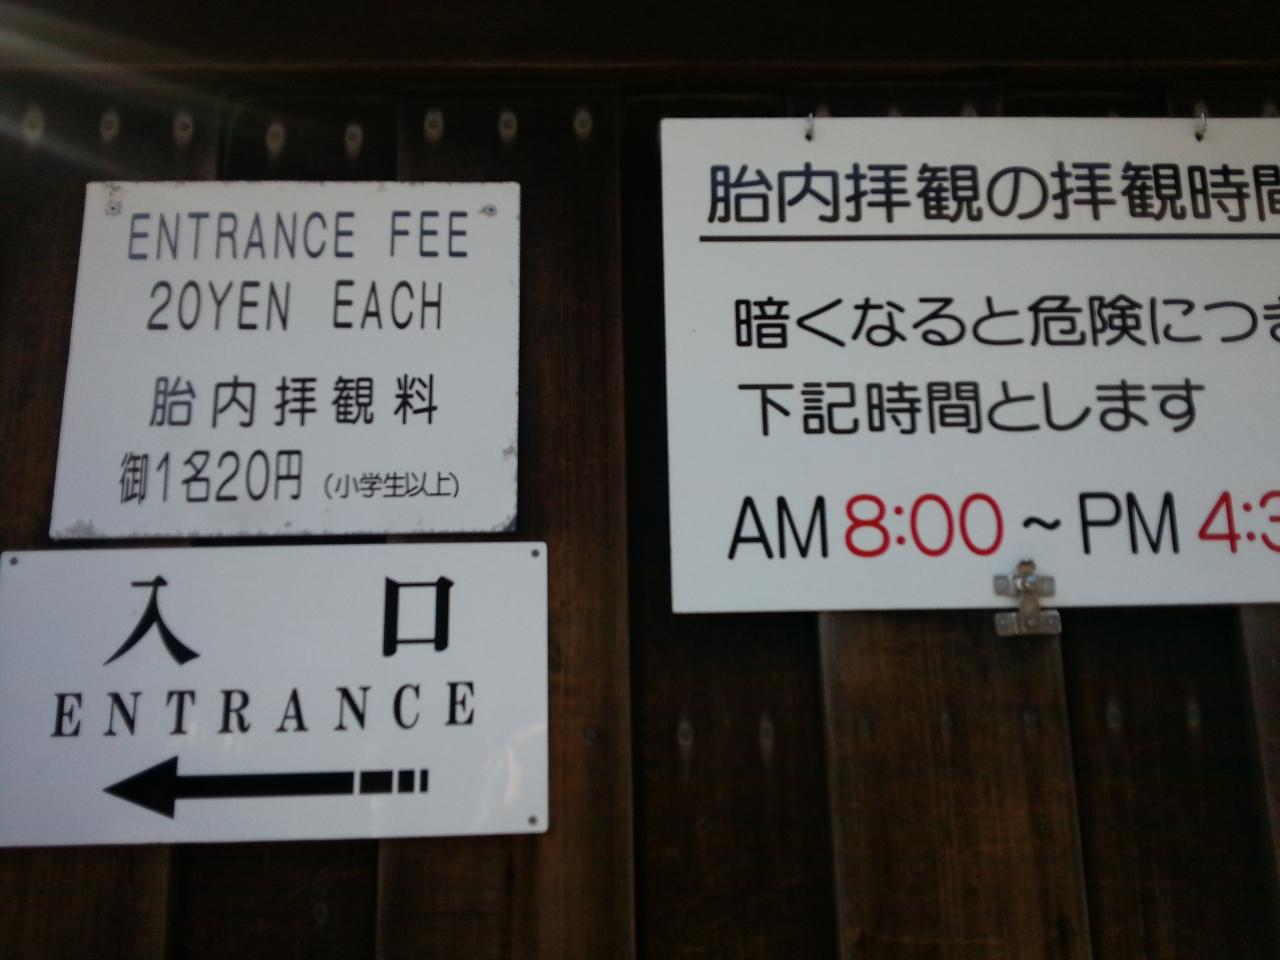 ENTRANCE FEE
20YEN EACH
胎内拝観料
御1名20円 (小学生以上)
入口
ENTRANCE
胎内拝観の拝観時間
暗くなると危険につき
下記時間とします
AM 8:00 ~ PM 4:3